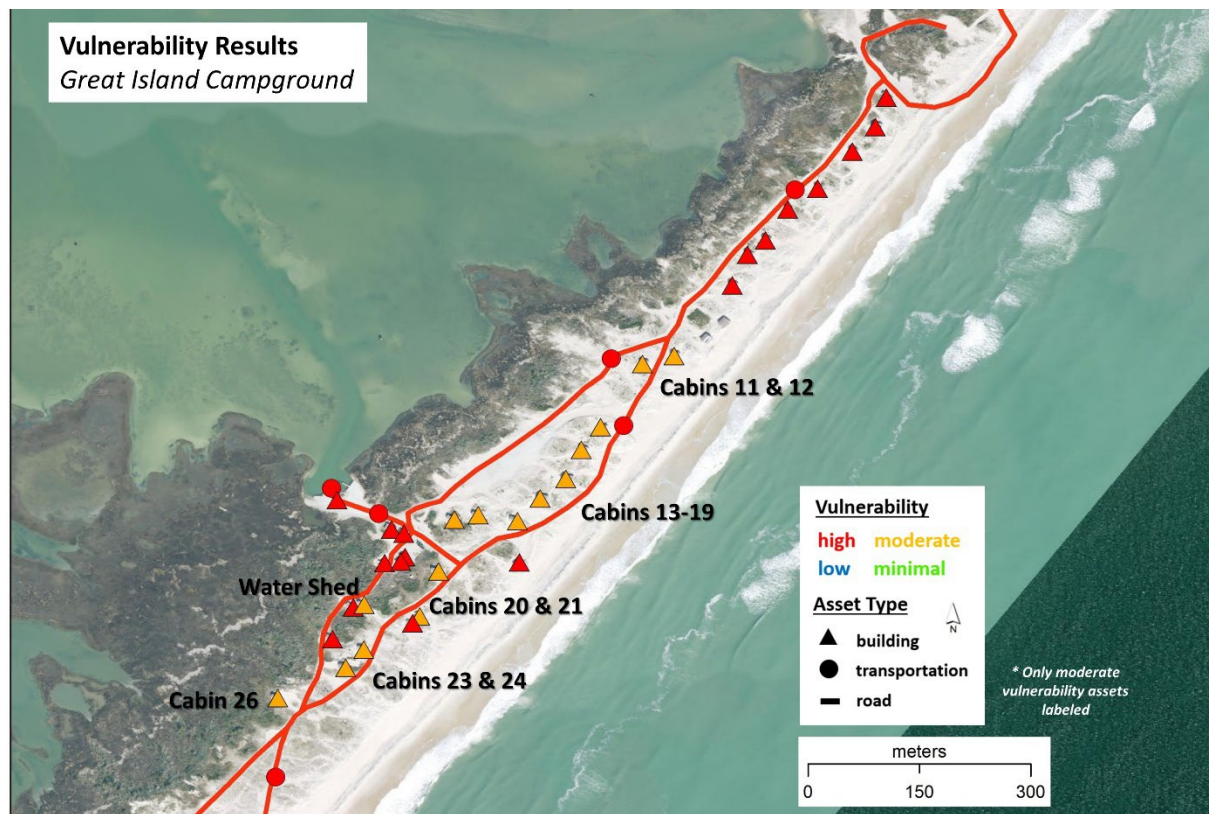 Vulnerability Results
Great Island Campground
Cabins 11 & 12
Cabins 13-19
Water Shed
Cabins 20 & 21
Cabins 23 & 24
Cabin 26
Vulnerability
high moderate
low minimal
Asset Type
N
building
transportation
road
* Only moderate
vulnerability assets
labeled
meters
0 150 300